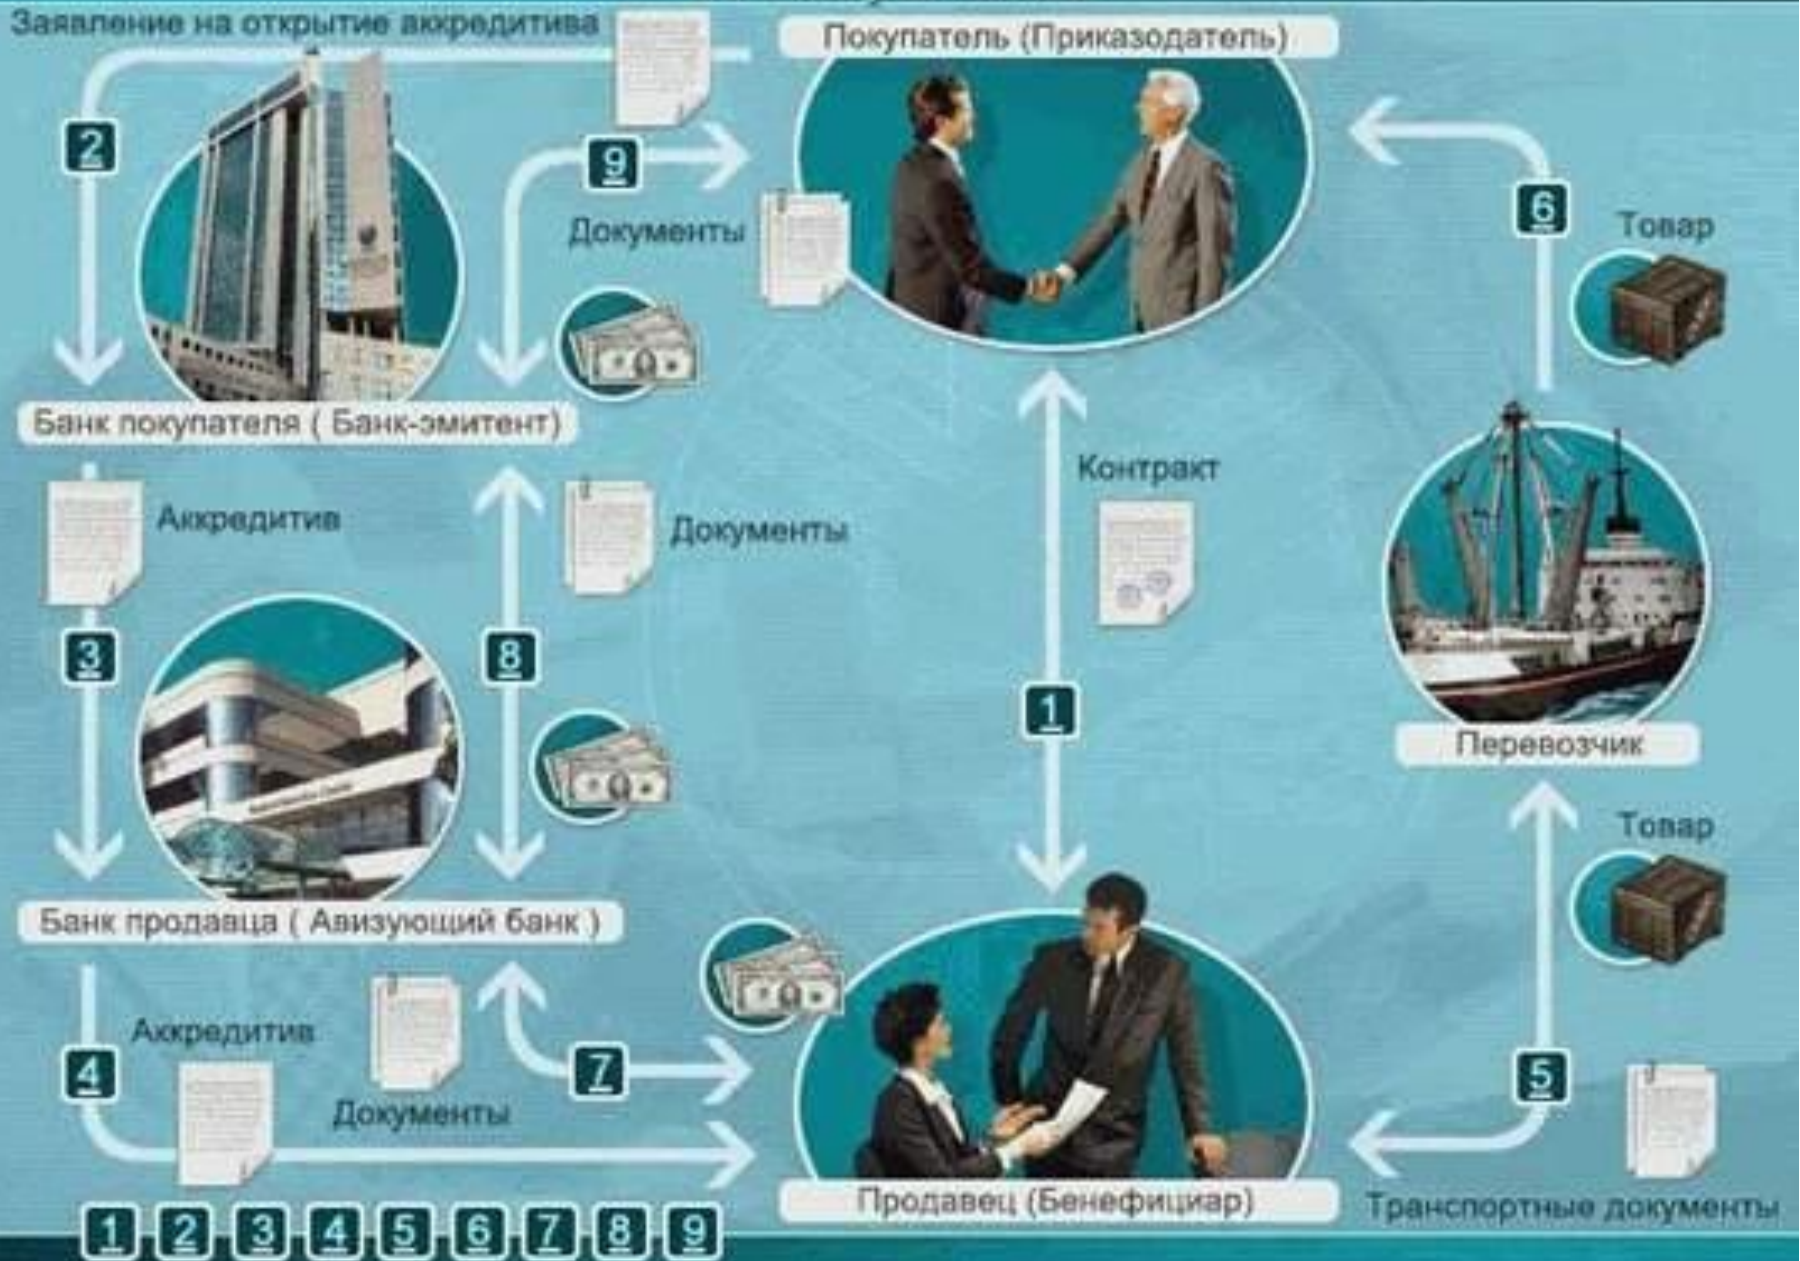 Заявление на открытие аккредитива
Покупатель (Приказодатель)
2
9
6
Документы
Товар
Банк покупателя ( Банк-эмитент)
Аккредитив
Документы
Контракт
3
8
1
Перевозчик
Товар
Банк продавца ( Авизующий банк )
Аккредитив
4
7
5
Документы
Продавец (Бенефициар)
Транспортные документы
1 2 3 4 5 6 7 8 9